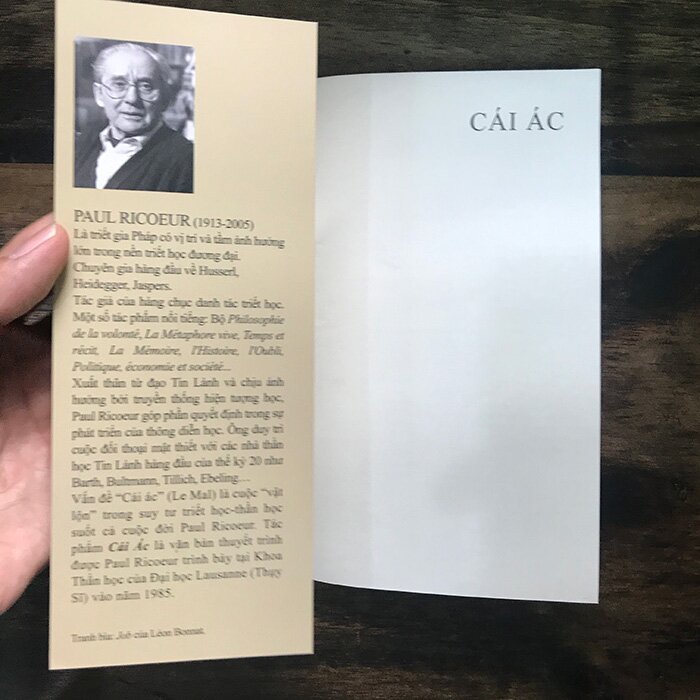 PAUL RICOEUR (1913-2005)
Là triết gia Pháp có vị trí và tầm ảnh hưởng
lớn trong nền triết học đương đại.
Chuyên gia hàng đầu về Husserl,
Heidegger, Jaspers.
Tác giả của hàng chục danh tác triết học.
Một số tác phẩm nổi tiếng: Bộ Philosophie
de la volonté, La Métaphore vive, Temps et
récit, La Mémoire, l'Histoire, l'Oubli,
Politique, économie et société...
Xuất thân từ đạo Tin Lành và chịu ảnh
hưởng bởi truyền thống hiện tượng học,
Paul Ricoeur góp phần quyết định trong sự
phát triển của thông diễn học. Ông duy trì
cuộc đối thoại mật thiết với các nhà thần
học Tin Lành hàng đầu của thế kỷ 20 như
Barth, Bultmann, Tillich, Ebeling...
Vấn đề "Cái ác" (Le Mal) là cuộc "vật
lộn" trong suy tư triết học-thần học
suốt cả cuộc đời Paul Ricoeur. Tác
phẩm Cái Ác là văn bản thuyết trình
được Paul Ricoeur trình bày tại Khoa
Thần học của Đại học Lausanne (Thụy
Sĩ) vào năm 1985.
Tranh bìa: Job của Léon Bonnat.
CÁI ÁC